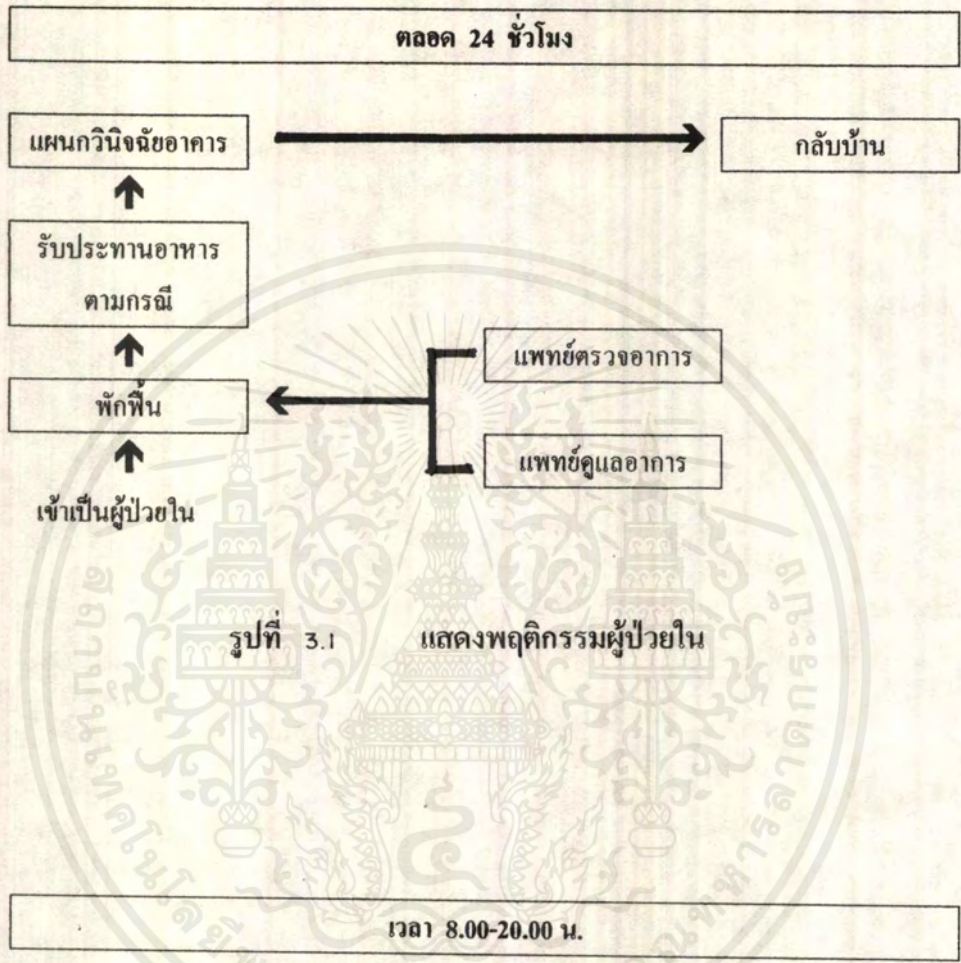 ตลอด 24 ชั่วโมง
แผนกวินิจฉัยอาคาร
กลับบ้าน
รับประทานอาหาร
ตามกรณี
แพทย์ตรวจอาการ
พักฟื้น
แพทย์ดูแลอาการ
เข้าเป็นผู้ป่วยใน
รูปที่ 3.1 แสดงพฤติกรรมผู้ป่วยใน
เวลา 8.00-20.00 น.